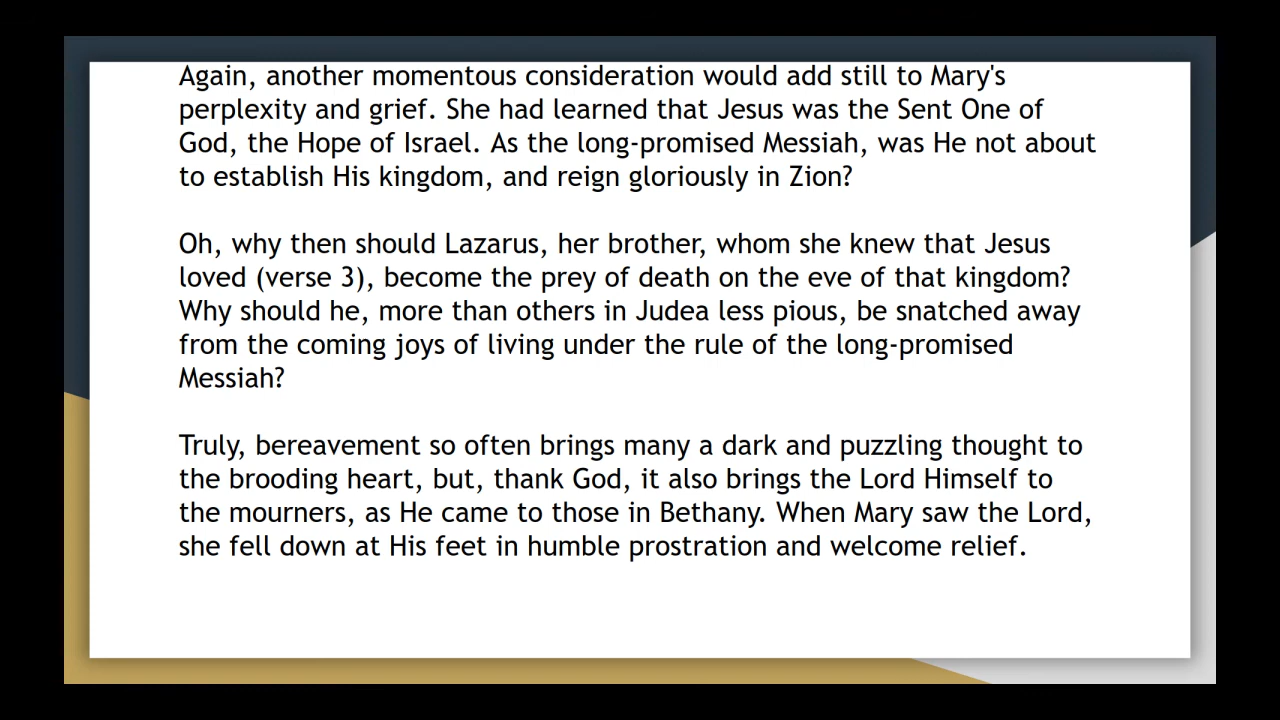 Again, another momentous consideration would add still to Mary's
perplexity and grief. She had learned that Jesus was the Sent One of
God, the Hope of Israel. As the long-promised Messiah, was He not about
to establish His kingdom, and reign gloriously in Zion?
Oh, why then should Lazarus, her brother, whom she knew that Jesus
loved (verse 3), become the prey of death on the eve of that kingdom?
Why should he, more than others in Judea less pious, be snatched away
from the coming joys of living under the rule of the long-promised
Messiah?
Truly, bereavement so often brings many a dark and puzzling thought to
the brooding heart, but, thank God, it also brings the Lord Himself to
the mourners, as He came to those in Bethany. When Mary saw the Lord,
she fell down at His feet in humble prostration and welcome relief.